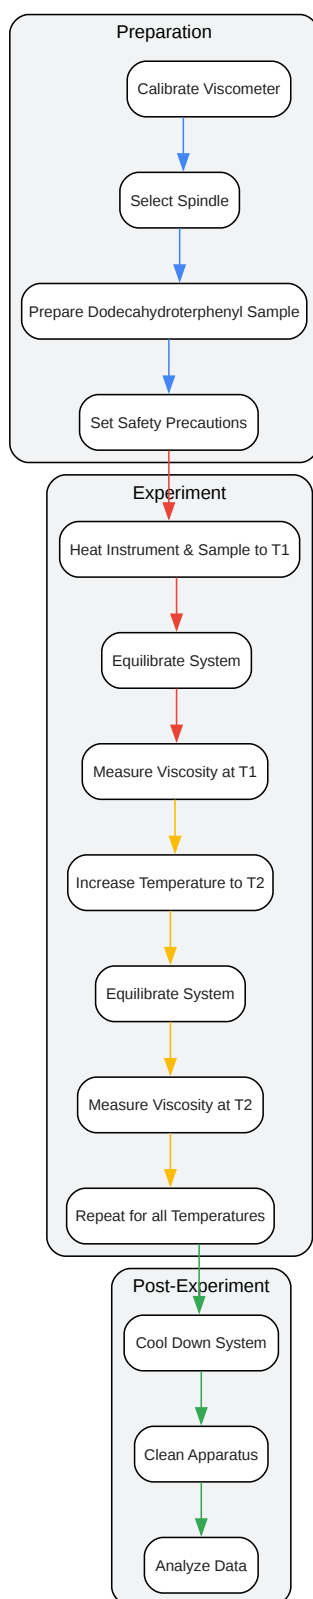 Preparation
Calibrate Viscometer
Select Spindle
Prepare Dodecahydroterphenyl Sample
Set Safety Precautions
Experiment
Heat Instrument & Sample to T1
Equilibrate System
Measure Viscosity at T1
Increase Temperature to T2
Equilibrate System
Measure Viscosity at T2
Repeat for all Temperatures
Post-Experiment
Cool Down System
Clean Apparatus
Analyze Data